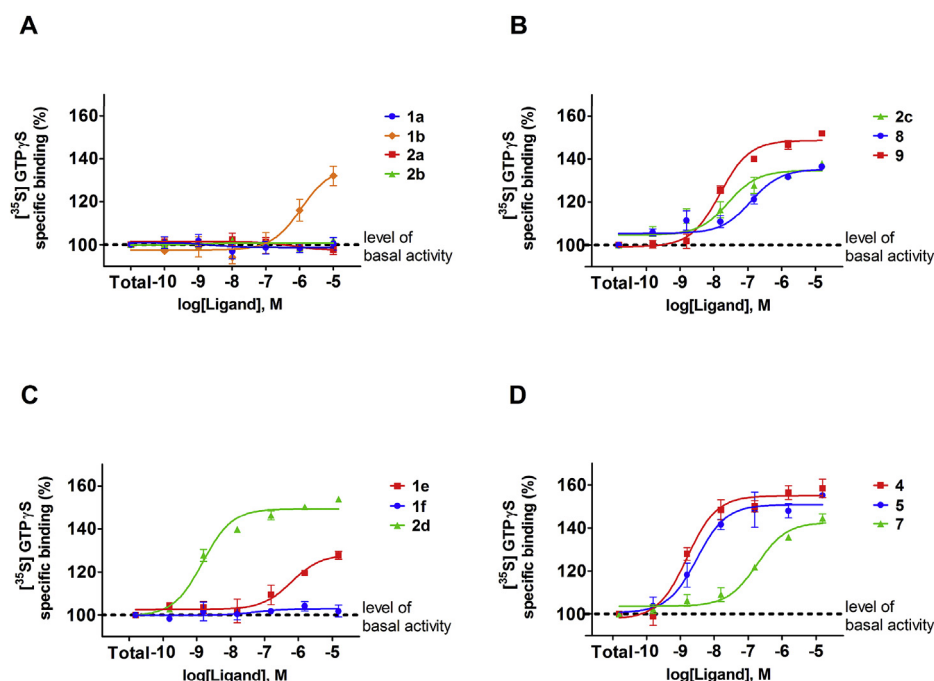 A
[³⁵S] GTPγS
specific binding (%)
160
140
120
100
1a
1b
2a
2b
level of
basal activity
Total -10 -9 -8 -7 -6 -5
log[Ligand], M
B
[³⁵S] GTPγS
specific binding (%)
160
140
120
100
2c
8
9
level of
basal activity
Total -10 -9 -8 -7 -6 -5
log[Ligand], M
C
[³⁵S] GTPγS
specific binding (%)
160
140
120
100
1e
1f
2d
level of
basal activity
Total -10 -9 -8 -7 -6 -5
log[Ligand], M
D
[³⁵S] GTPγS
specific binding (%)
160
140
120
100
4
5
7
level of
basal activity
Total -10 -9 -8 -7 -6 -5
log[Ligand], M